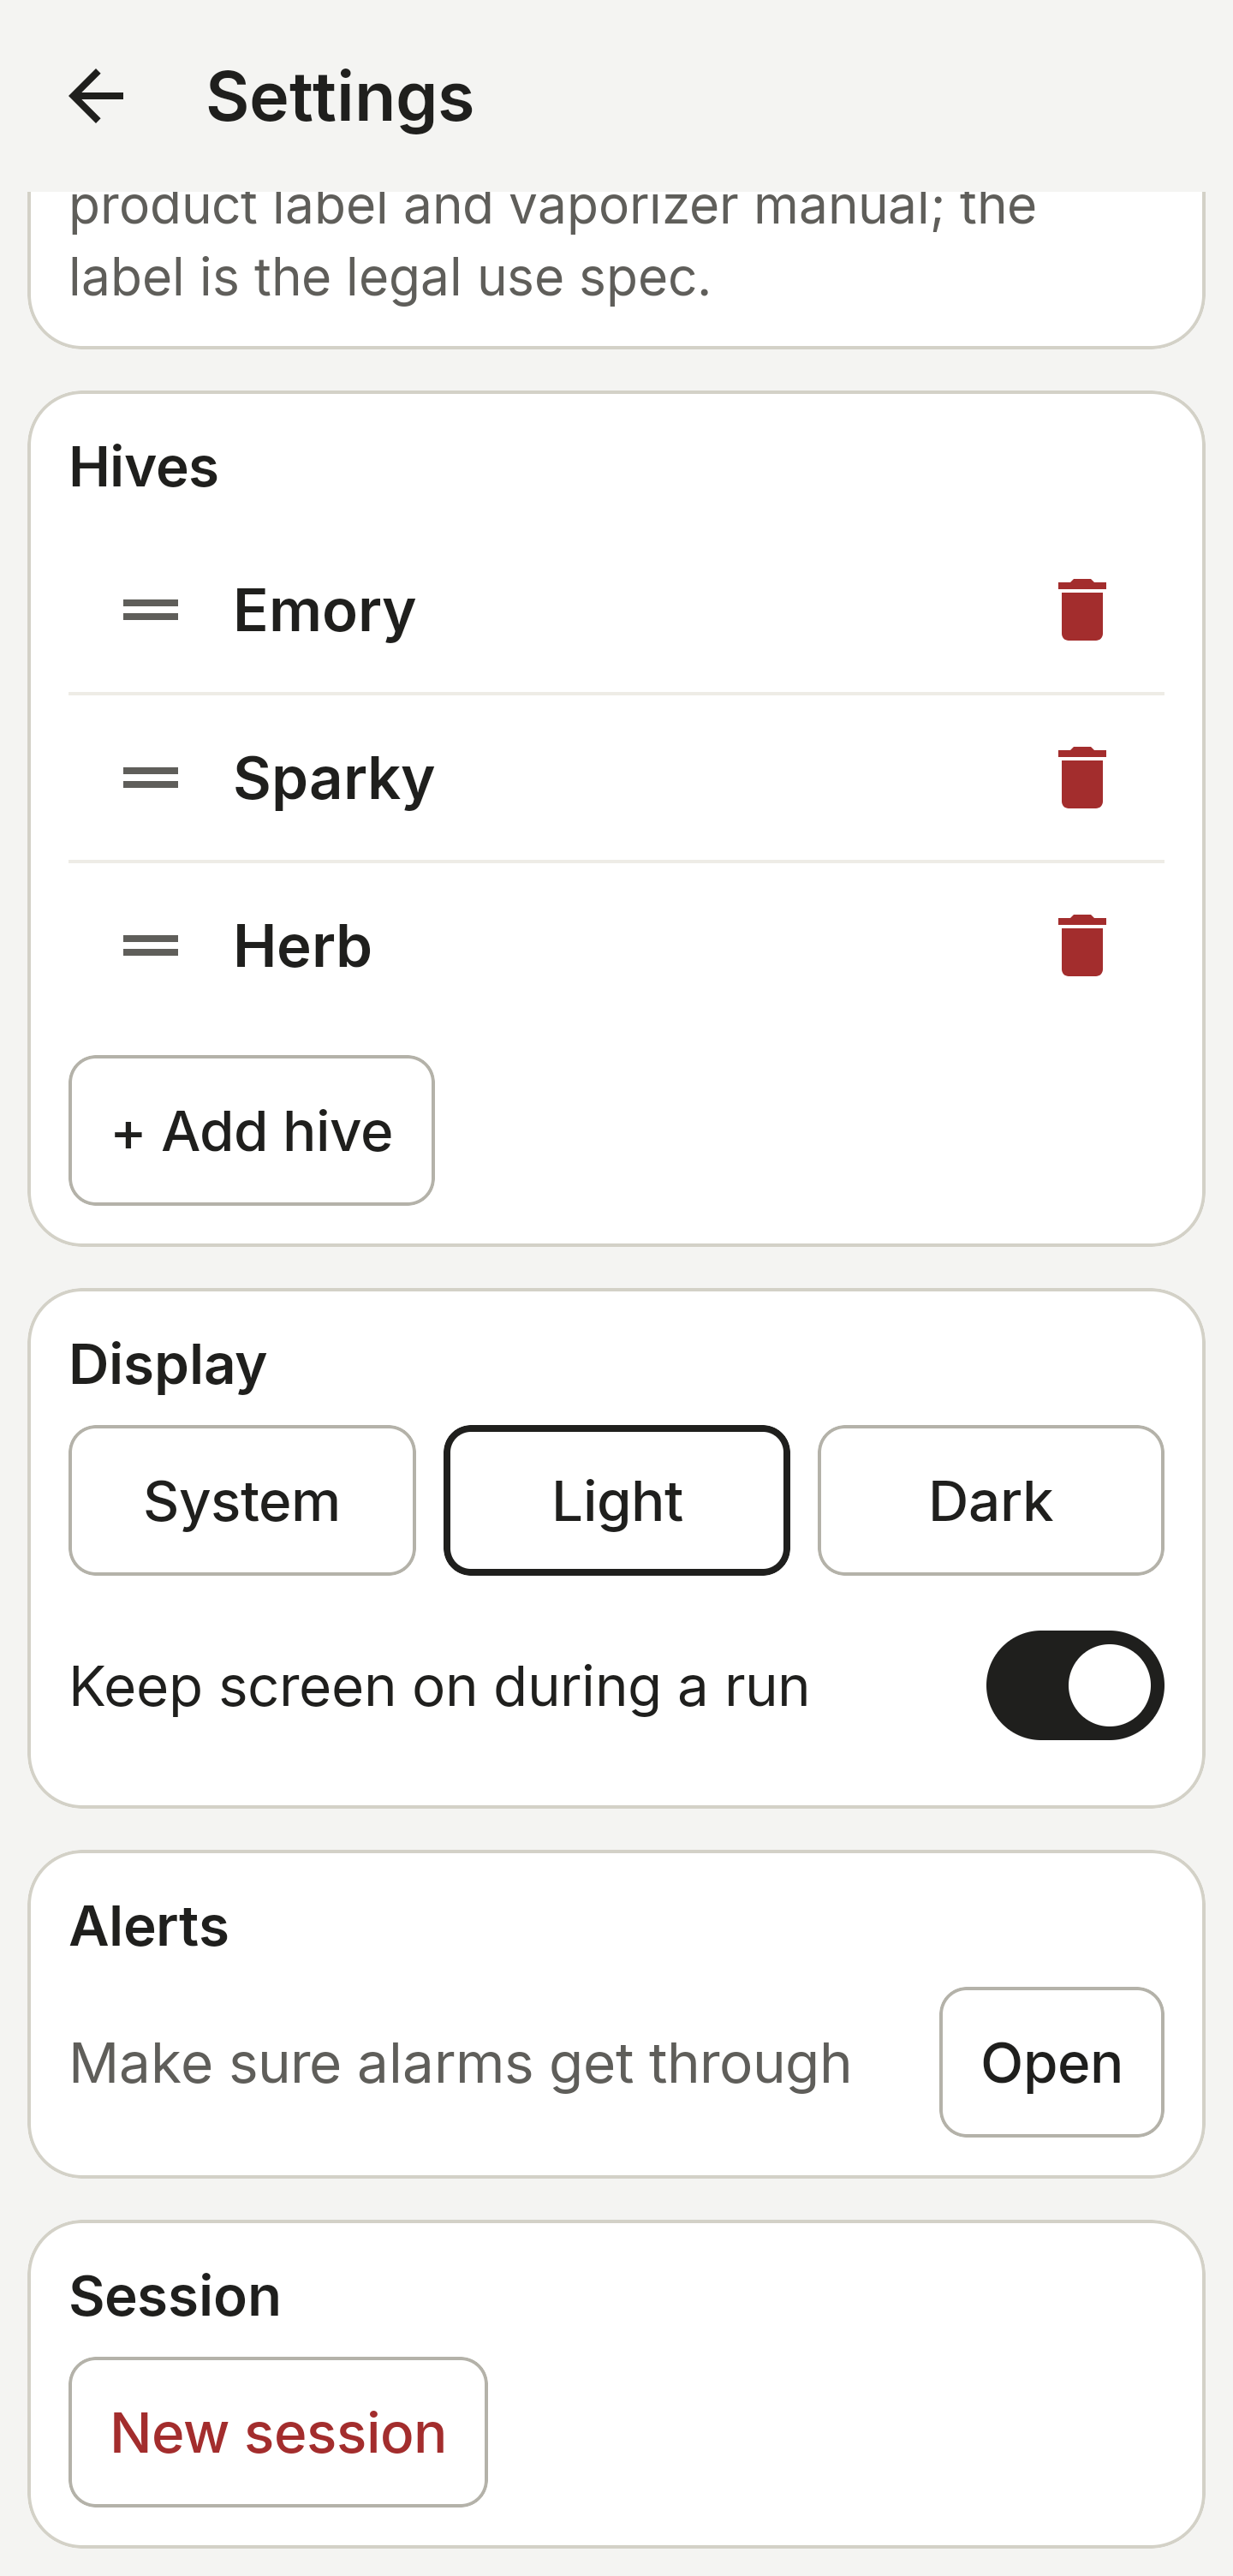 Settings
product label and vaporizer manual; the
label is the legal use spec.
Hives
Emory
Sparky
Herb
+ Add hive
Display
System
Light
Dark
Keep screen on during a run
Alerts
Make sure alarms get through
Open
Session
New session